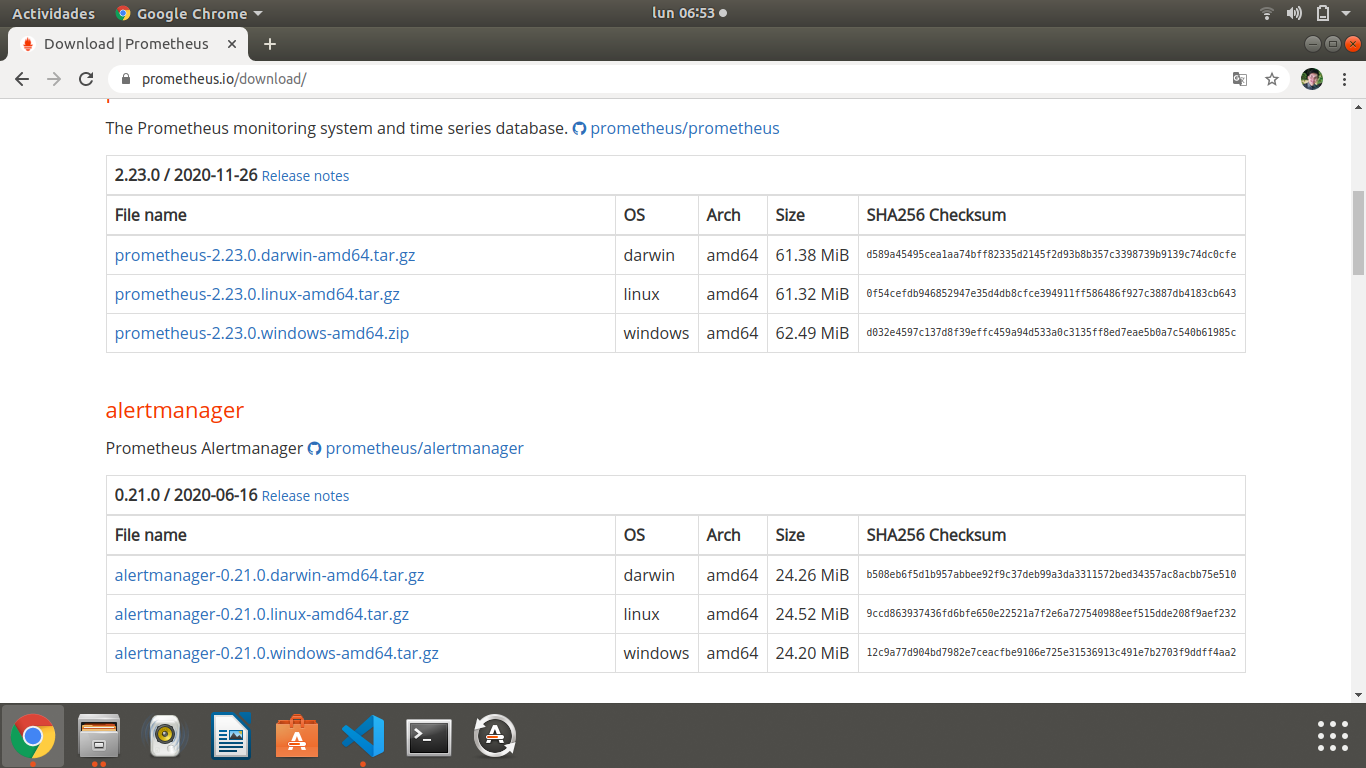 Actividades Google Chrome lun 06:53
Download | Prometheus
prometheus.io/download/
The Prometheus monitoring system and time series database. prometheus/prometheus
2.23.0 / 2020-11-26 Release notes
File name OS Arch Size SHA256 Checksum
prometheus-2.23.0.darwin-amd64.tar.gz darwin amd64 61.38 MiB d589a45495cea1aa74bff82335d2145f2d93b8b357c3398739b9139c74dc0cfe
prometheus-2.23.0.linux-amd64.tar.gz linux amd64 61.32 MiB 0f54cefdb946852947e35d4db8cfce394911ff586486f927c3887db4183cb643
prometheus-2.23.0.windows-amd64.zip windows amd64 62.49 MiB d032e4597c137d8f39effc459a94d533a0c3135ff8ed7eae5b0a7c540b61985c
alertmanager
Prometheus Alertmanager prometheus/alertmanager
0.21.0 / 2020-06-16 Release notes
File name OS Arch Size SHA256 Checksum
alertmanager-0.21.0.darwin-amd64.tar.gz darwin amd64 24.26 MiB b508eb6f5d1b957abbee92f9c37deb99a3da3311572bed34357ac8acbb75e510
alertmanager-0.21.0.linux-amd64.tar.gz linux amd64 24.52 MiB 9ccd863937436fd6bfe650e22521a7f2e6a727540988eef515dde208f9aef232
alertmanager-0.21.0.windows-amd64.tar.gz windows amd64 24.20 MiB 12c9a77d904bd7982e7ceacfbe9106e725e31536913c491e7b2703f9ddff4aa2